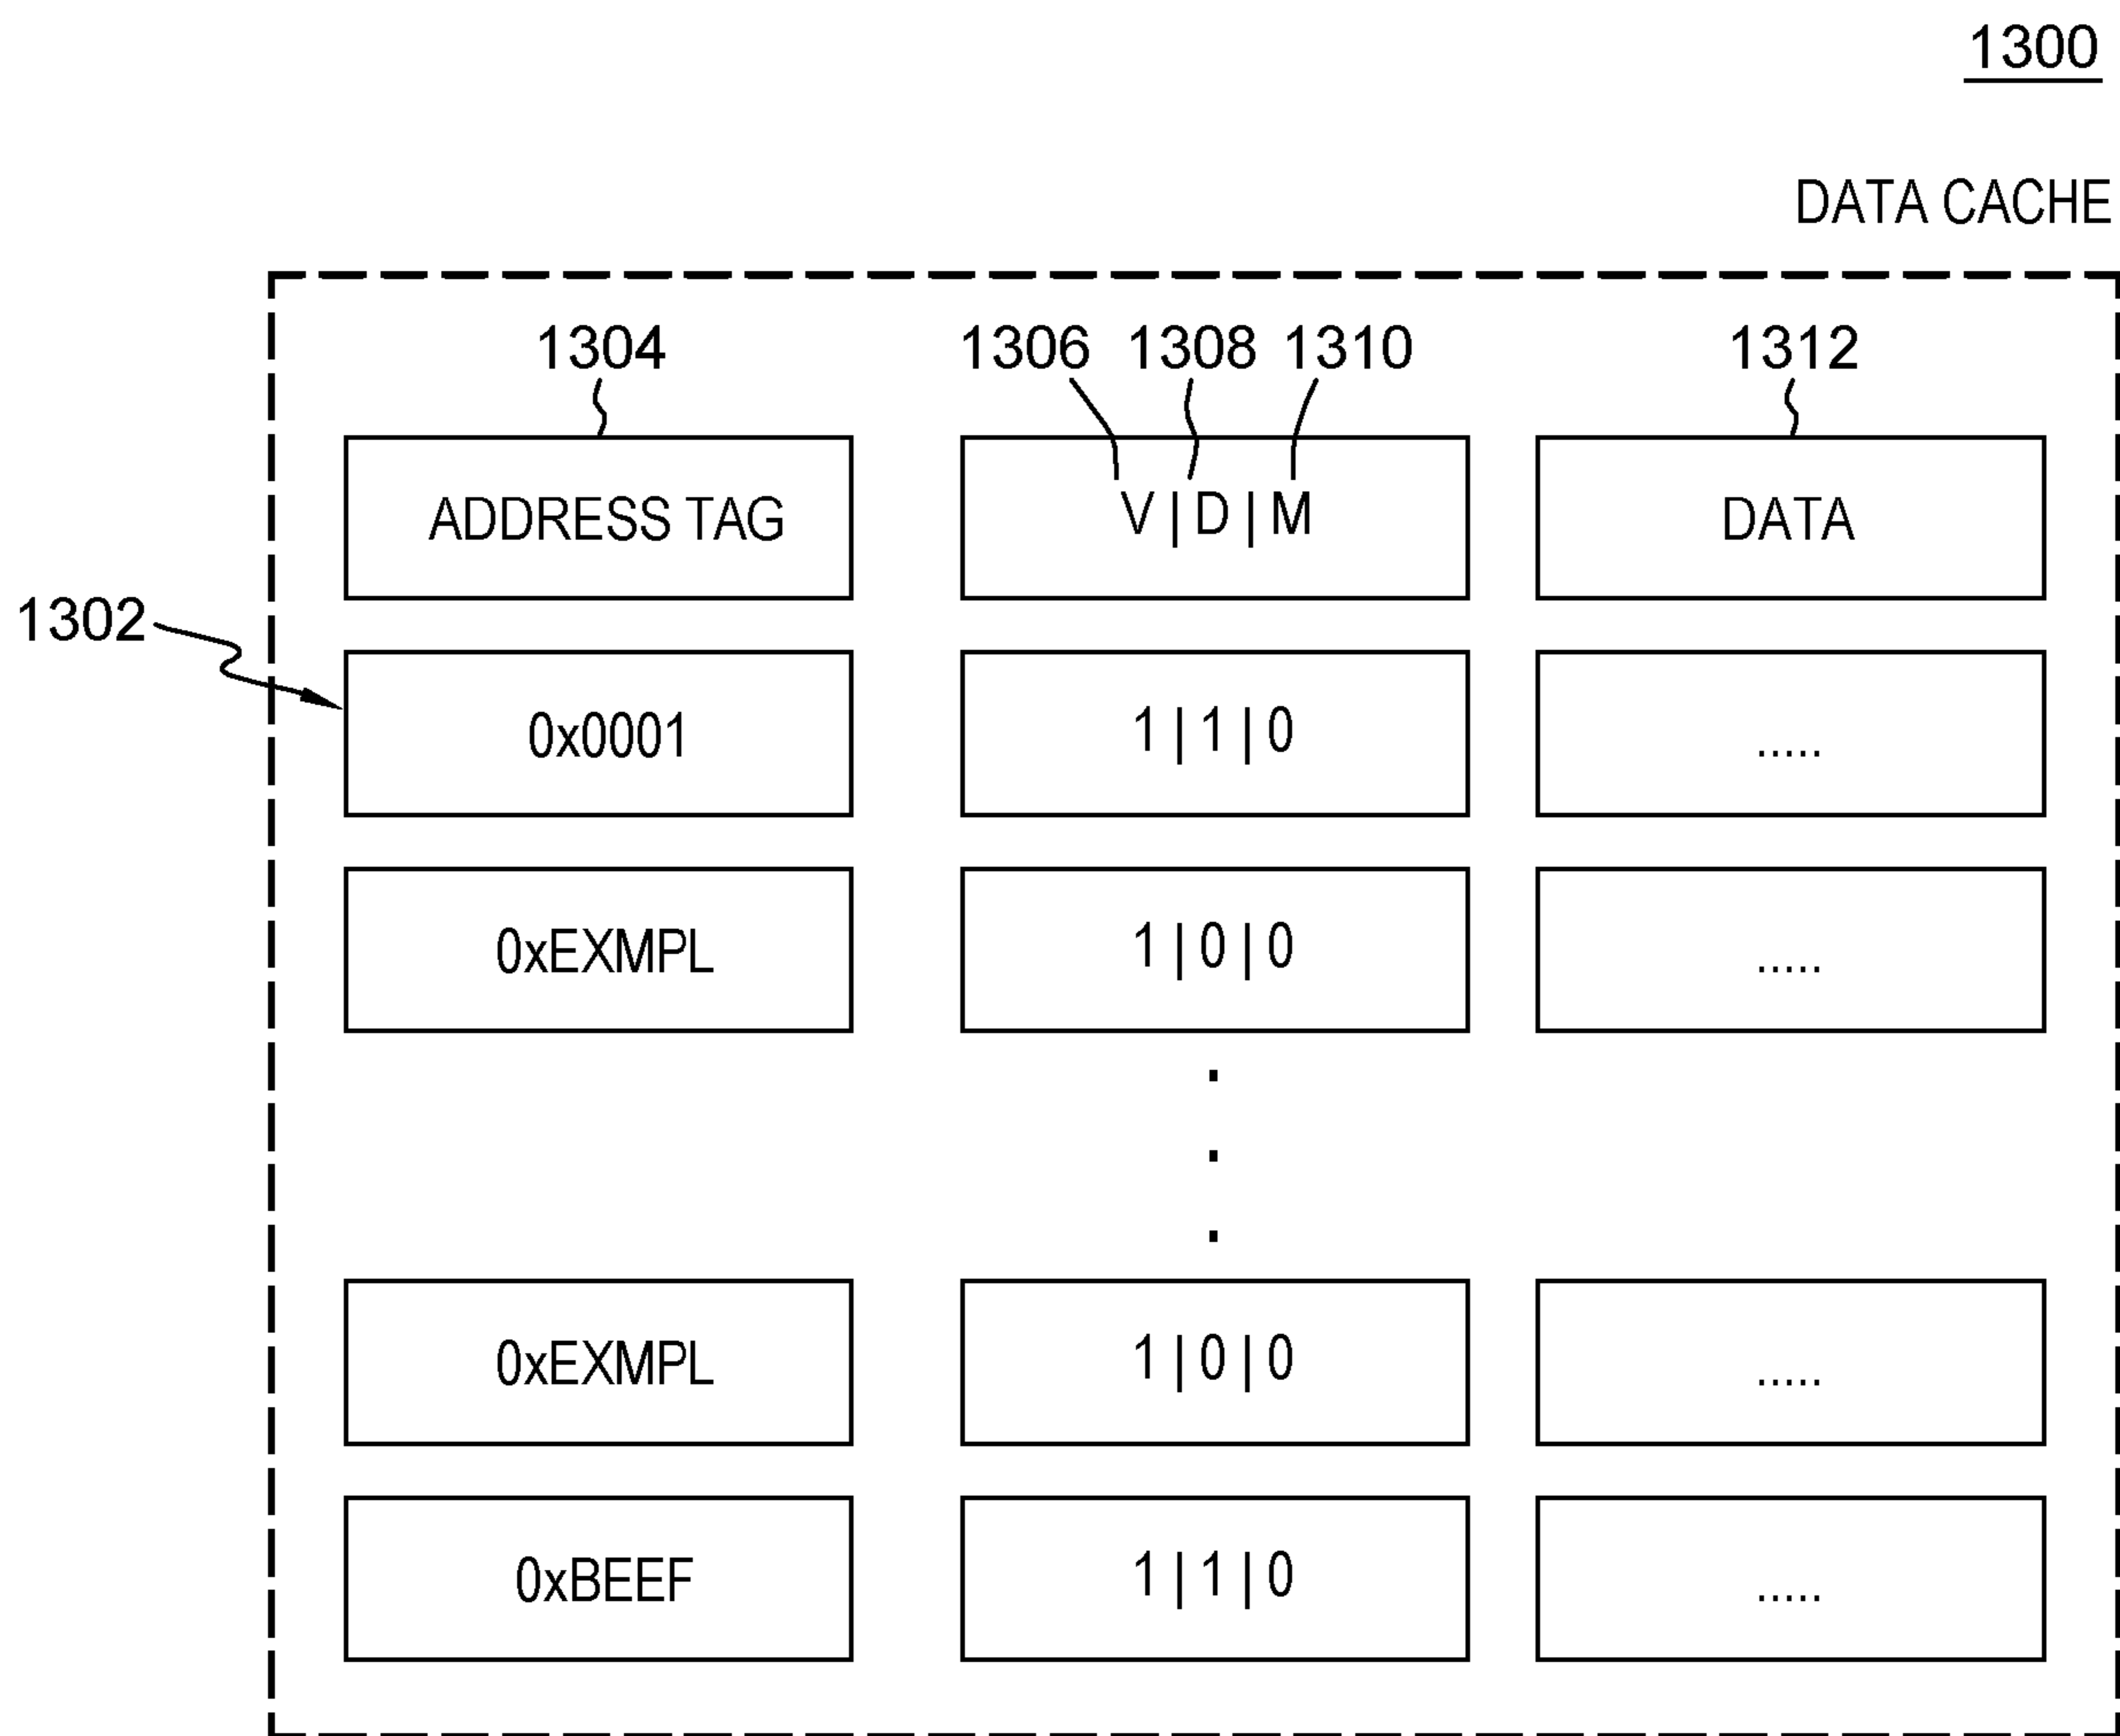 1300
DATA CACHE
1304 1306 1308 1310 1312
ADDRESS TAG V | D | M DATA
1302
0x0001 1 | 1 | 0 .....
0xEXMPL 1 | 0 | 0 .....
0xEXMPL 1 | 0 | 0 .....
0xBEEF 1 | 1 | 0 .....